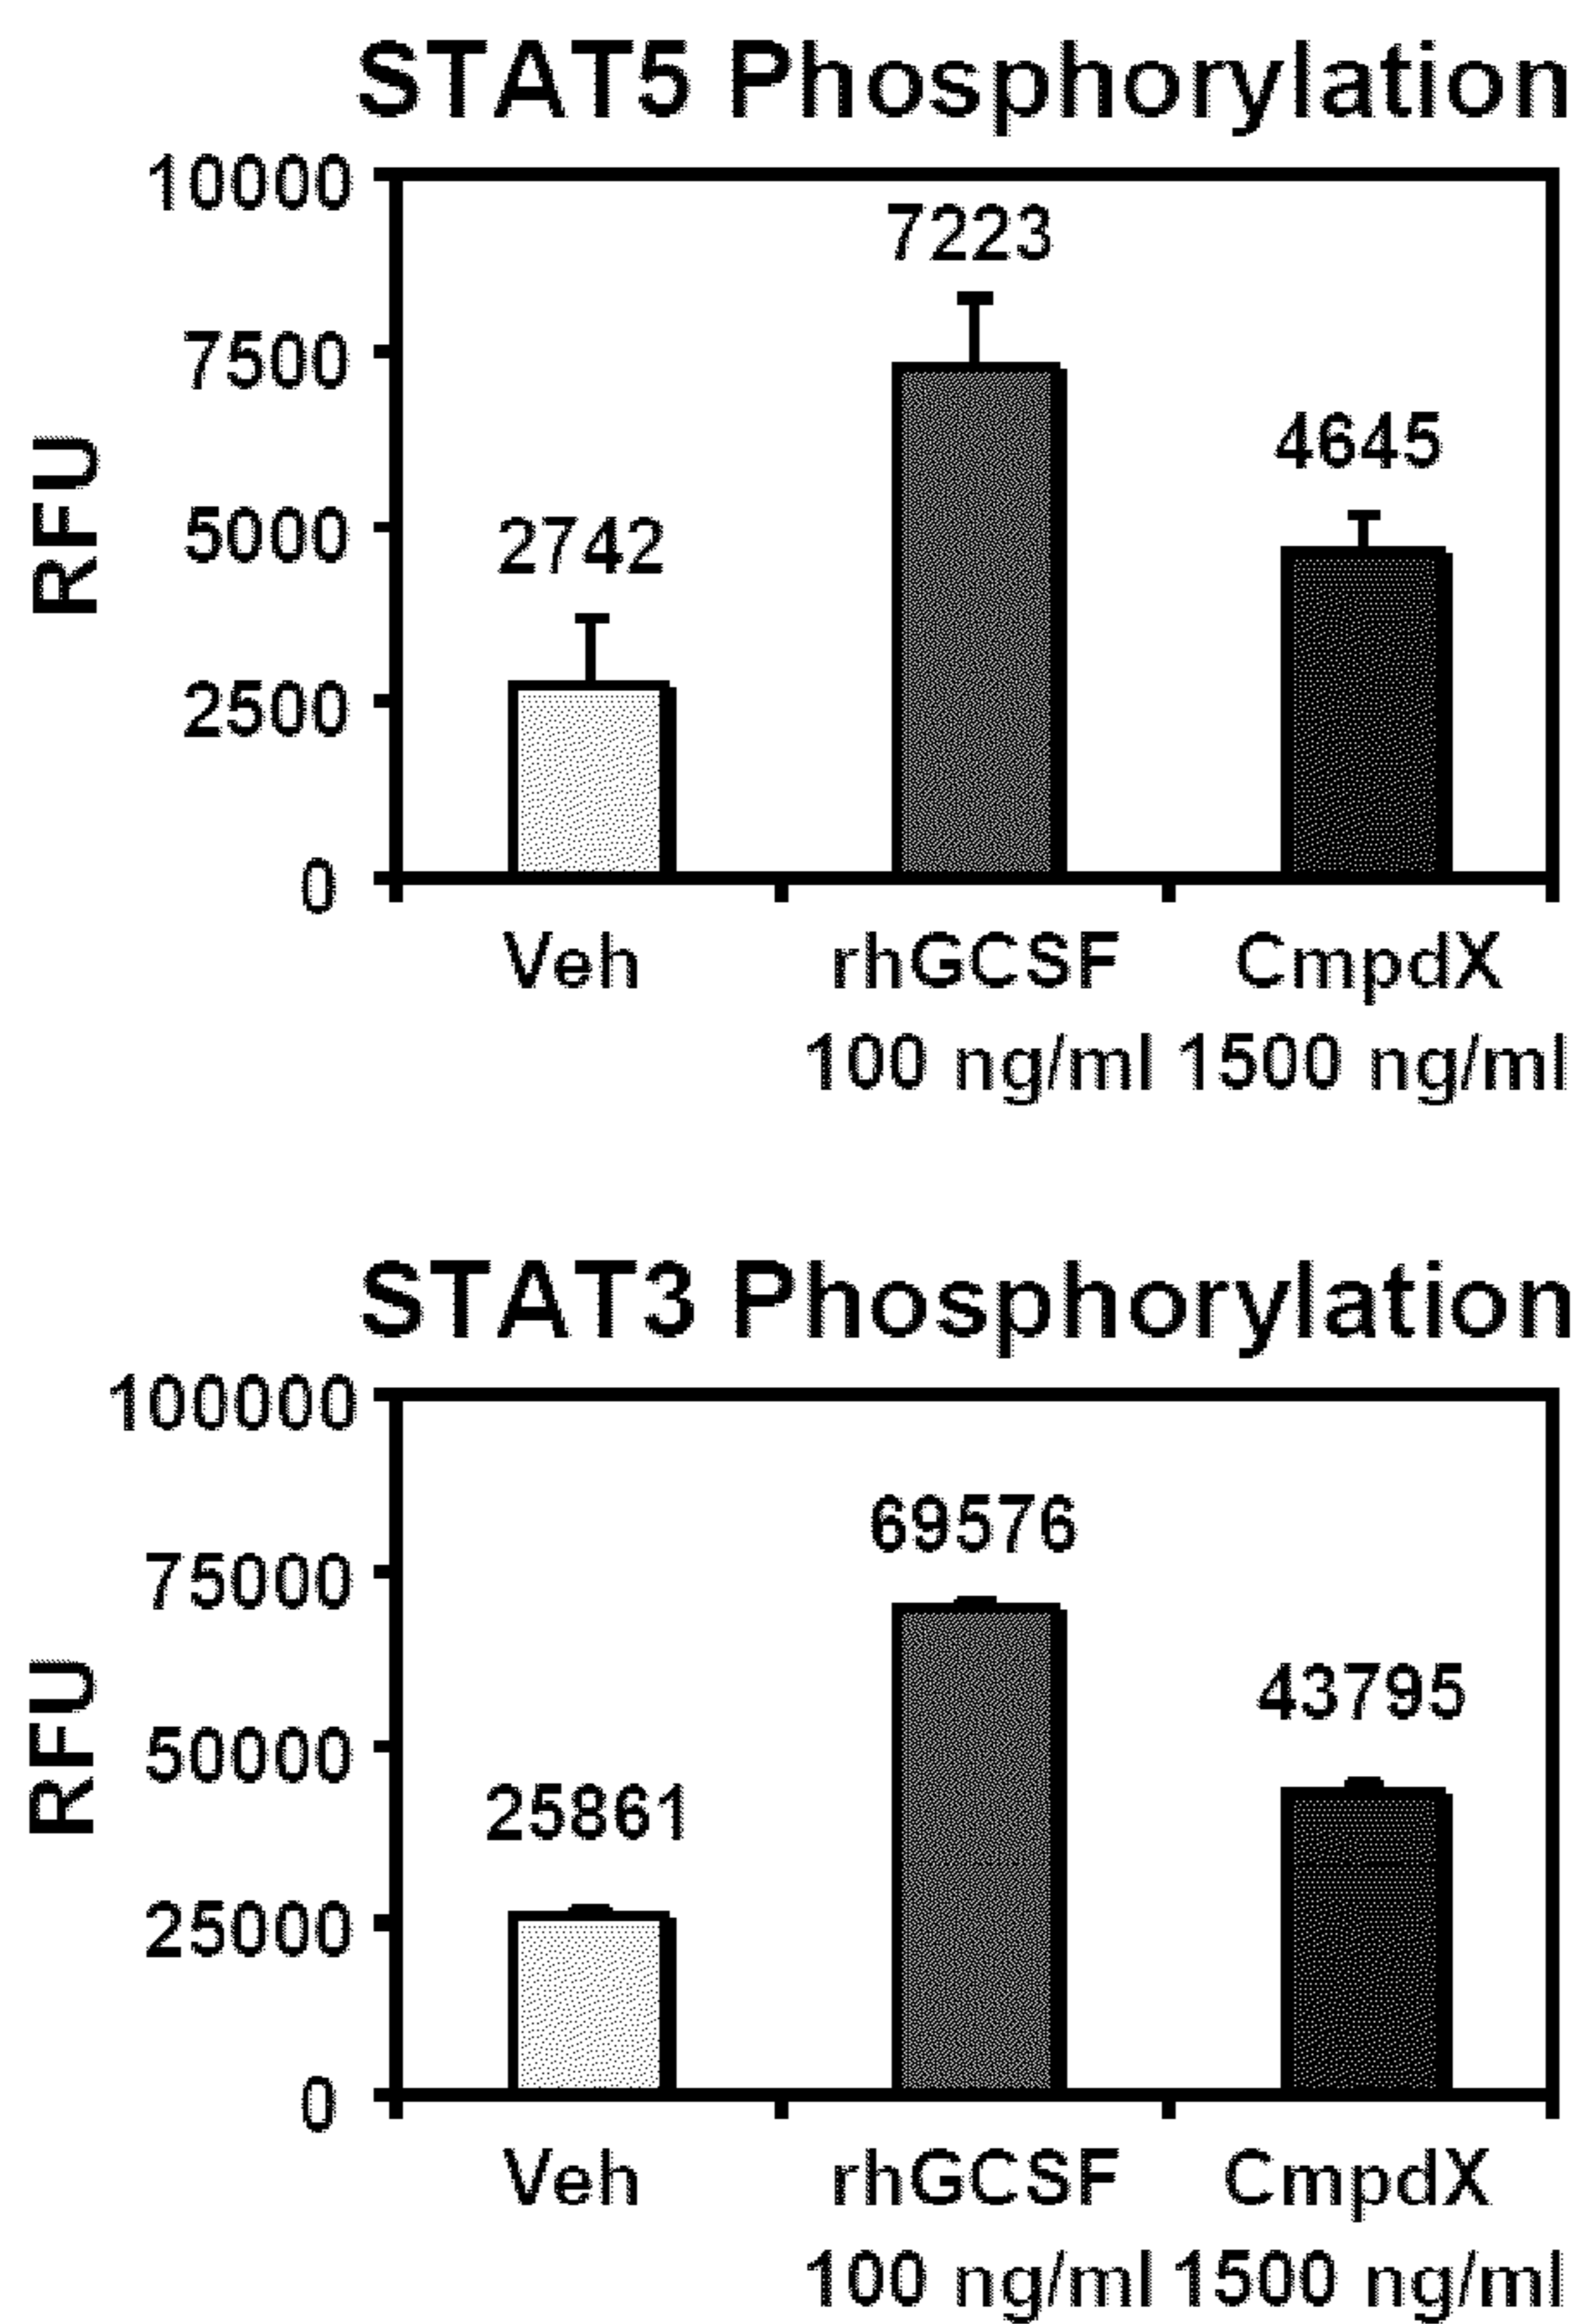 STAT5 Phosphorylation
10000
7223
7500
4645
RFU
5000
2742
2500
0
Veh rhGCSF CmpdX
100 ng/ml 1500 ng/ml
STAT3 Phosphorylation
100000
69576
75000
43795
RFU
50000
25861
25000
0
Veh rhGCSF CmpdX
100 ng/ml 1500 ng/ml